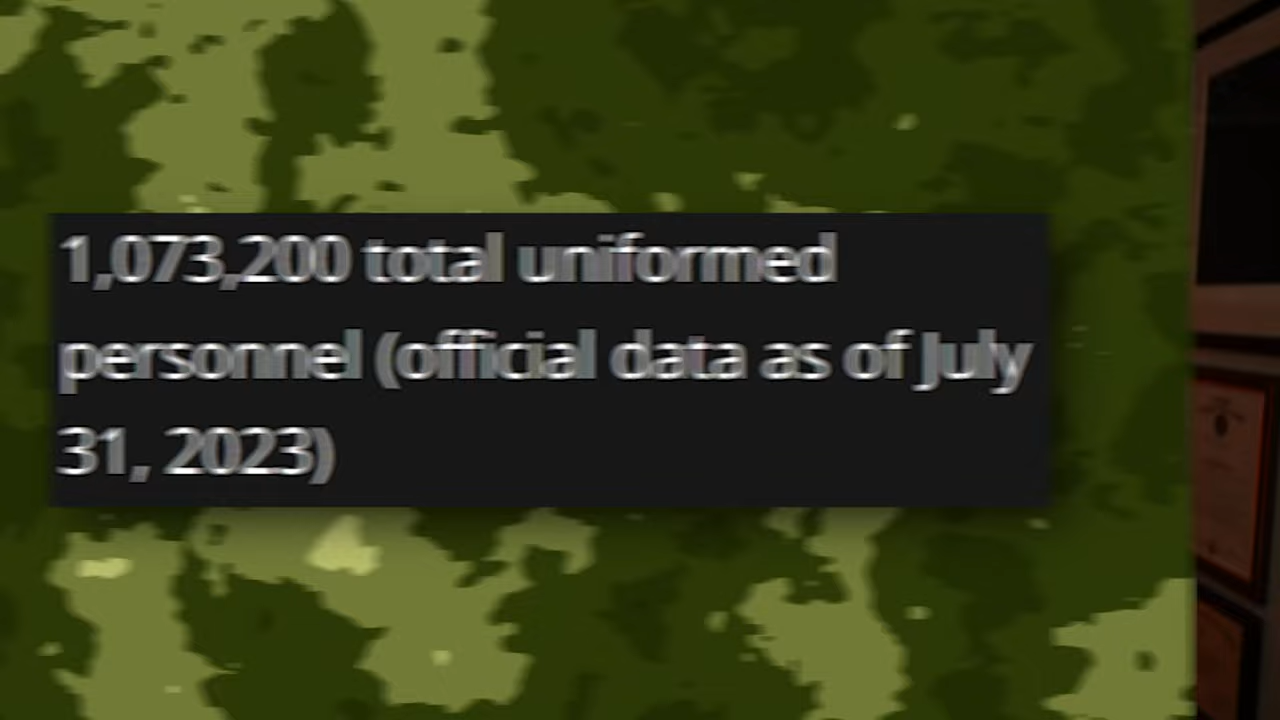 1,073,200 total uniformed
personnel (official data as of July
31, 2023)